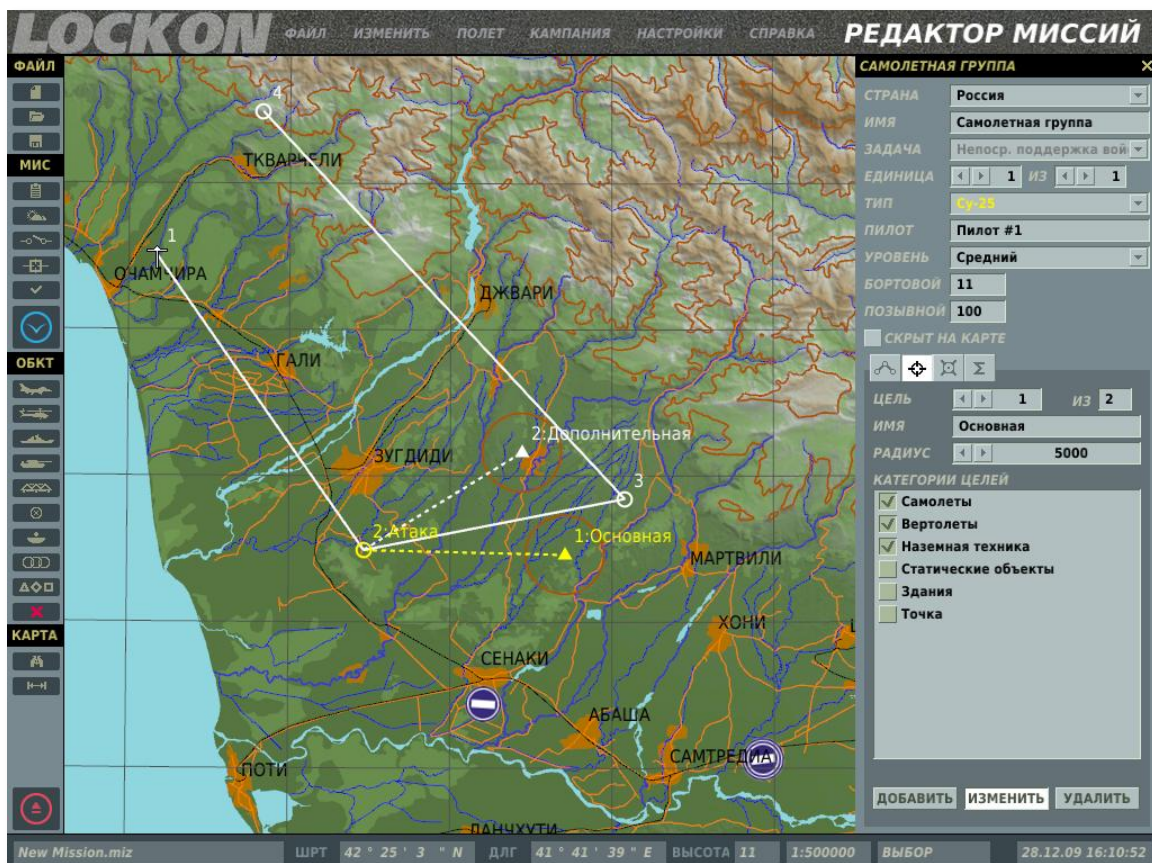 LOCKON ФАЙЛ ИЗМЕНИТЬ ПОЛЕТ КАМПАНИЯ НАСТРОЙКИ СПРАВКА РЕДАКТОР МИССИЙ
ФАЙЛ
МИС
ОБКТ
КАРТА
4
ТКВАРЧЕЛИ
1
ОЧАМЧИРА
ДЖВАРИ
ГАЛИ
2:Дополнительная
ЗУГДИДИ
3
2:Атака
1:Основная
МАРТВИЛИ
ХОНИ
СЕНАКИ
АБАША
САМТРЕДИА
ПОТИ
ЛАНЧХУТИ
САМОЛЕТНАЯ ГРУППА
СТРАНА Россия
ИМЯ Самолетная группа
ЗАДАЧА Непоср. поддержка вой
ЕДИНИЦА 1 ИЗ 1
ТИП Су-25
ПИЛОТ Пилот #1
УРОВЕНЬ Средний
БОРТОВОЙ 11
ПОЗЫВНОЙ 100
СКРЫТ НА КАРТЕ
ЦЕЛЬ 1 ИЗ 2
ИМЯ Основная
РАДИУС 5000
КАТЕГОРИИ ЦЕЛЕЙ
Самолеты
Вертолеты
Наземная техника
Статические объекты
Здания
Точка
ДОБАВИТЬ ИЗМЕНИТЬ УДАЛИТЬ
New Mission.miz ШРТ 42 ° 25 ' 3 " N ДЛГ 41 ° 41 ' 39 " E ВЫСОТА 11 1:500000 ВЫБОР 28.12.09 16:10:52